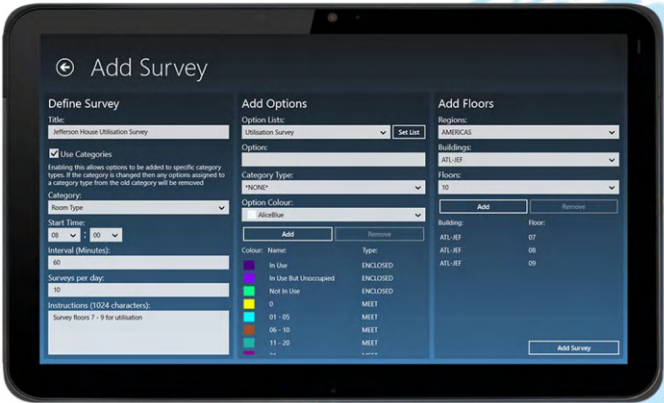 Add Survey
Define Survey
Title:
Jefferson House Utilisation Survey
Use Categories
Enabling this allows options to be added to specific category
types. If the category is changed then any options assigned to
a category type from the old category will be removed
Category:
Room Type
Start Time:
08 : 00
Interval (Minutes):
60
Surveys per day:
10
Instructions (1024 characters):
Survey floors 7 - 9 for utilisation
Add Options
Option Lists:
Utilisation Survey Set List
Option:
Category Type:
*NONE*
Option Colour:
AliceBlue
Add Remove
Colour: Name: Type:
In Use ENCLOSED
In Use But Unoccupied ENCLOSED
Not In Use ENCLOSED
0 MEET
01 - 05 MEET
06 - 10 MEET
11 - 20 MEET
Add Floors
Regions:
AMERICAS
Buildings:
ATL-JEF
Floors:
10
Add Remove
Building: Floor:
ATL-JEF 07
ATL-JEF 08
ATL-JEF 09
Add Survey